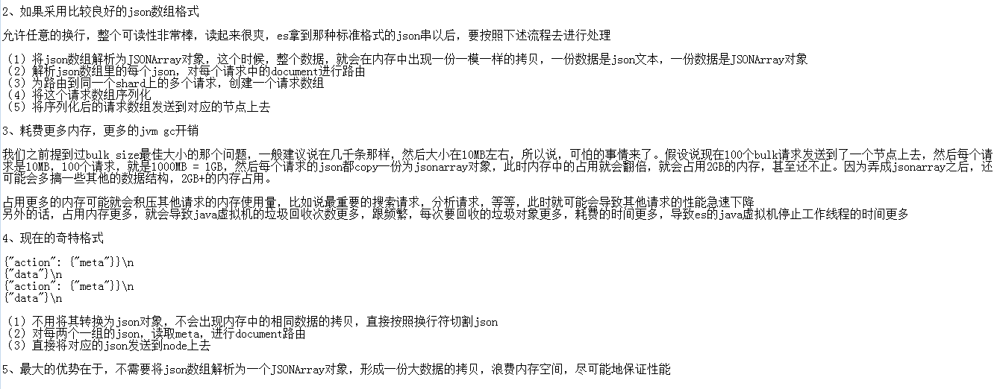 2、如果采用比较良好的json数组格式
允许任意的换行，整个可读性非常棒，读起来很爽，es拿到那种标准格式的json串以后，要按照下述流程去进行处理
（1）将json数组解析为JSONArray对象，这个时候，整个数据，就会在内存中出现一份一模一样的拷贝，一份数据是json文本，一份数据是JSONArray对象
（2）解析json数组里的每个json，对每个请求中的document进行路由
（3）为路由到同一个shard上的多个请求，创建一个请求数组
（4）将这个请求数组序列化
（5）将序列化后的请求数组发送到对应的节点上去
3、耗费更多内存，更多的jvm gc开销
我们之前提到过bulk size最佳大小的那个问题，一般建议说在几千条那样，然后大小在10MB左右，所以说，可怕的事情来了。假设说现在100个bulk请求发送到了一个节点上去，然后每个请
求是10MB，100个请求，就是1000MB = 1GB，然后每个请求的json都copy一份为jsonarray对象，此时内存中的占用就会翻倍，就会占用2GB的内存，甚至还不止。因为弄成jsonarray之后，还
可能会多搞一些其他的数据结构，2GB+的内存占用。
占用更多的内存可能就会积压其他请求的内存使用量，比如说最重要的搜索请求，分析请求，等等，此时就可能会导致其他请求的性能急速下降
另外的话，占用内存更多，就会导致java虚拟机的垃圾回收次数更多，跟频繁，每次要回收的垃圾对象更多，耗费的时间更多，导致es的java虚拟机停止工作线程的时间更多
4、现在的奇特格式
{"action": {"meta"}}\n
{"data"}\n
{"action": {"meta"}}\n
{"data"}\n
（1）不用将其转换为json对象，不会出现内存中的相同数据的拷贝，直接按照换行符切割json
（2）对每两个一组的json，读取meta，进行document路由
（3）直接将对应的json发送到node上去
5、最大的优势在于，不需要将json数组解析为一个JSONArray对象，形成一份大数据的拷贝，浪费内存空间，尽可能地保证性能